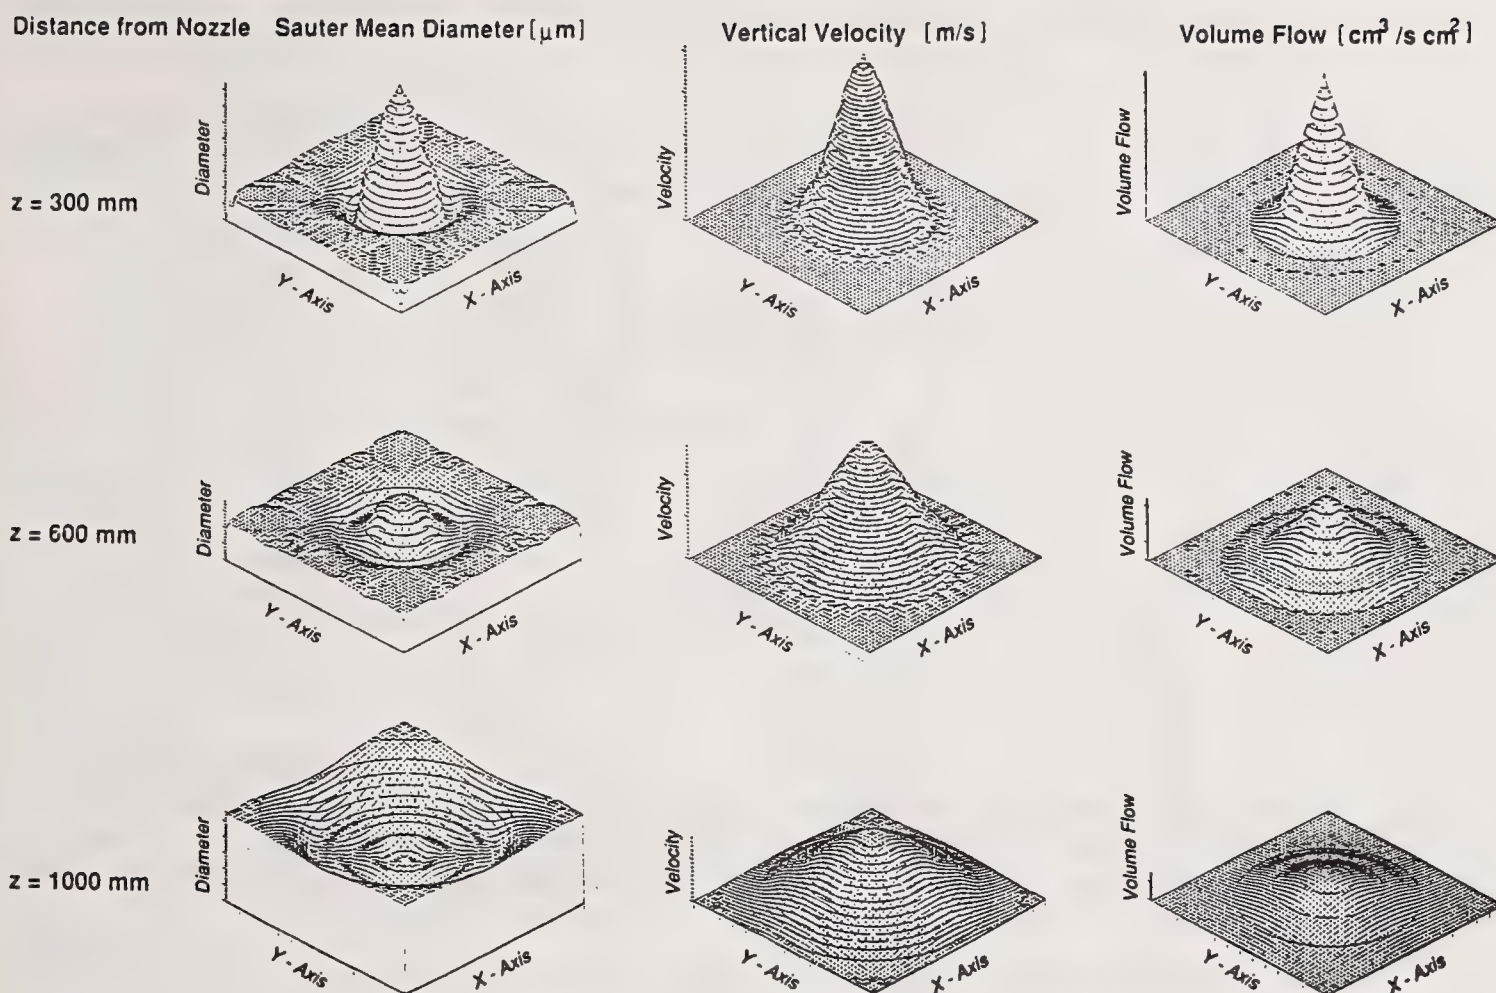 Distance from Nozzle Sauter Mean Diameter [μm] Vertical Velocity [m/s] Volume Flow [cm³/s cm²]
z = 300 mm
Diameter
Y - Axis
X - Axis
Velocity
Y - Axis
X - Axis
Volume Flow
Y - Axis
X - Axis
z = 600 mm
Diameter
Y - Axis
X - Axis
Velocity
Y - Axis
X - Axis
Volume Flow
Y - Axis
X - Axis
z = 1000 mm
Diameter
Y - Axis
X - Axis
Velocity
Y - Axis
X - Axis
Volume Flow
Y - Axis
X - Axis